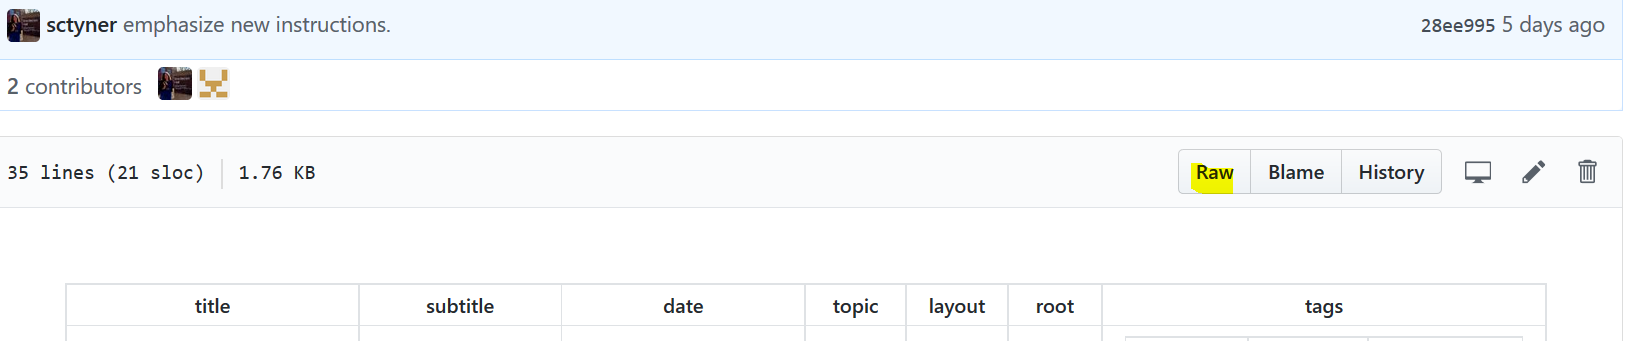 sctyner emphasize new instructions. 28ee995 5 days ago
2 contributors
35 lines (21 sloc) 1.76 KB Raw Blame History
title subtitle date topic layout root tags